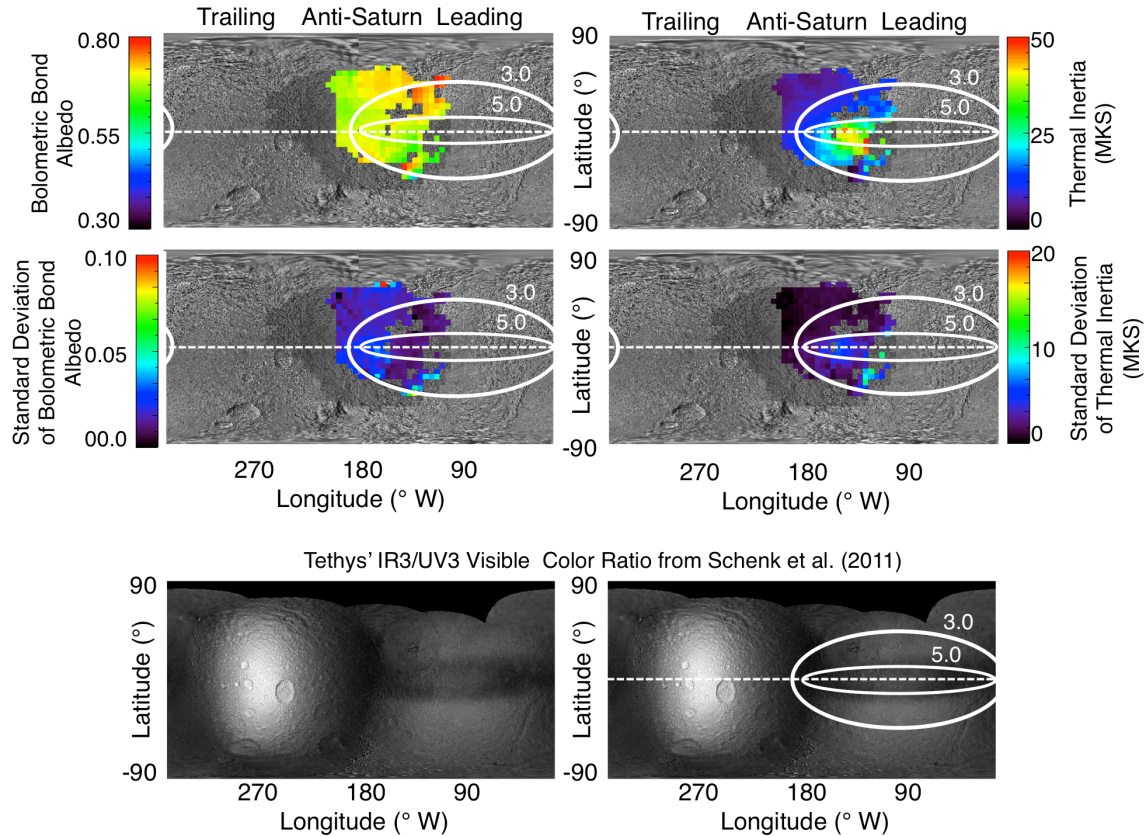 Trailing Anti-Saturn Leading
Trailing Anti-Saturn Leading
0.80
0.55
0.30
Bolometric Bond
Albedo
3.0
5.0
90
Latitude (°)
-90
3.0
5.0
50
25
0
Thermal Inertia
(MKS)
0.10
0.05
00.0
Standard Deviation
of Bolometric Bond
Albedo
3.0
5.0
90
Latitude (°)
-90
3.0
5.0
20
10
0
Standard Deviation
of Thermal Inertia
(MKS)
270 180 90
Longitude (° W)
270 180 90
Longitude (° W)
Tethys' IR3/UV3 Visible Color Ratio from Schenk et al. (2011)
90
Latitude (°)
-90
90
Latitude (°)
-90
3.0
5.0
270 180 90
Longitude (° W)
270 180 90
Longitude (° W)